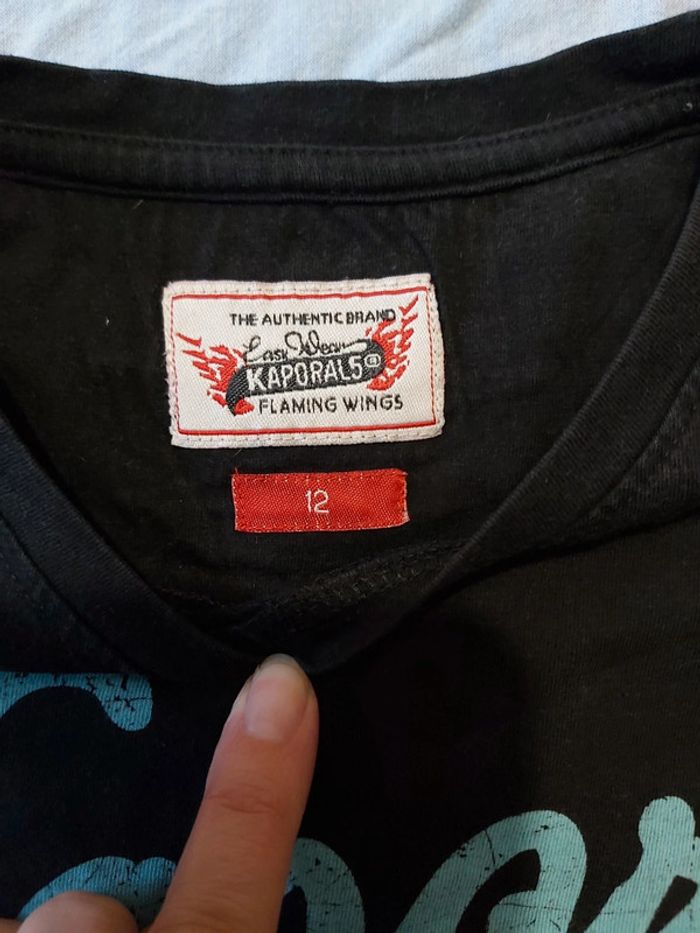 THE AUTHENTIC BRAND
Easy Wear
KAPORAL5
FLAMING WINGS
12